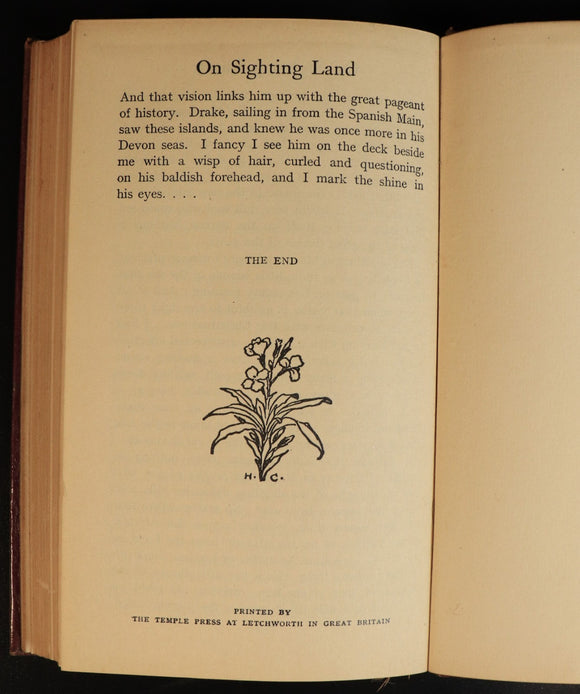 On Sighting Land
And that vision links him up with the great pageant
of history. Drake, sailing in from the Spanish Main,
saw these islands, and knew he was once more in his
Devon seas. I fancy I see him on the deck beside
me with a wisp of hair, curled and questioning,
on his baldish forehead, and I mark the shine in
his eyes. . . .
THE END
H. C.
PRINTED BY
THE TEMPLE PRESS AT LETCHWORTH IN GREAT BRITAIN